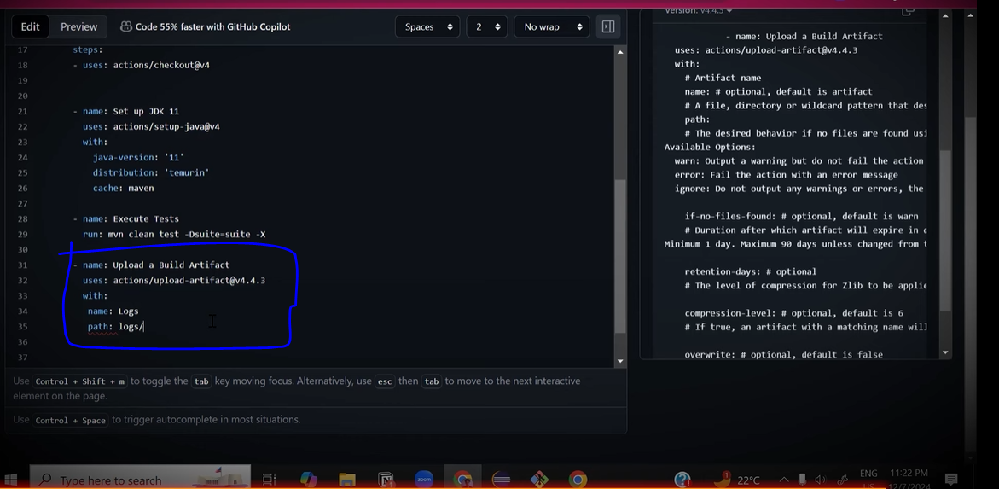 Version: v4.4.3
Edit Preview Code 55% faster with GitHub Copilot Spaces 2 No wrap
17 steps:
18 - uses: actions/checkout@v4
19
20
21 - name: Set up JDK 11
22 uses: actions/setup-java@v4
23 with:
24 java-version: '11'
25 distribution: 'temurin'
26 cache: maven
27
28 - name: Execute Tests
29 run: mvn clean test -Dsuite=suite -X
30
31 - name: Upload a Build Artifact
32 uses: actions/upload-artifact@v4.4.3
33 with:
34 name: Logs
35 path: logs/
36
37
Use Control + Shift + m to toggle the tab key moving focus. Alternatively, use esc then tab to move to the next interactive
element on the page.
Use Control + Space to trigger autocomplete in most situations.
- name: Upload a Build Artifact
uses: actions/upload-artifact@v4.4.3
with:
# Artifact name
name: # optional, default is artifact
# A file, directory or wildcard pattern that des
path:
# The desired behavior if no files are found usi
Available Options:
warn: Output a warning but do not fail the action
error: Fail the action with an error message
ignore: Do not output any warnings or errors, the
if-no-files-found: # optional, default is warn
# Duration after which artifact will expire in d
Minimum 1 day. Maximum 90 days unless changed from t
retention-days: # optional
# The level of compression for Zlib to be applie
compression-level: # optional, default is 6
# If true, an artifact with a matching name will
overwrite: # optional, default is false
Type here to search
zoom
1
22°C
ENG
US
11:22 PM
12/7/2024